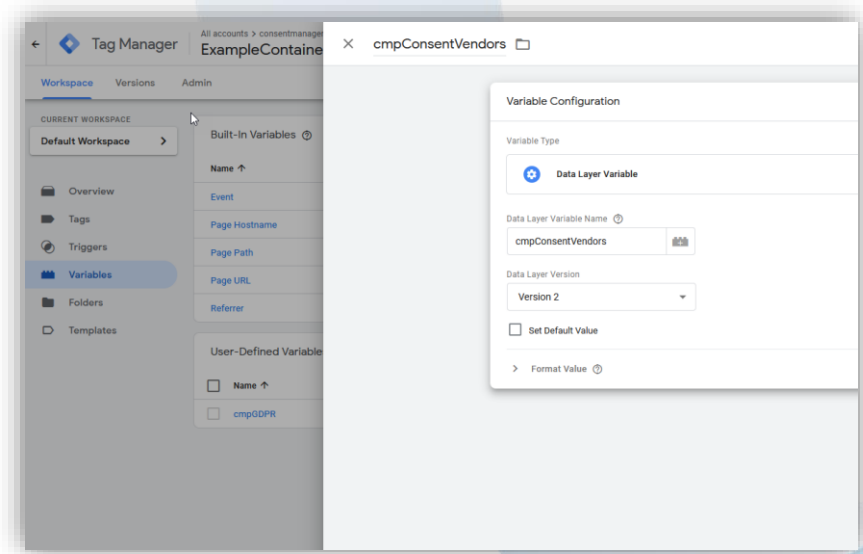 Tag Manager
All accounts > consentmanager
ExampleContaine
cmpConsentVendors
Workspace Versions Admin
CURRENT WORKSPACE
Default Workspace
Overview
Tags
Triggers
Variables
Folders
Templates
Built-In Variables
Name
Event
Page Hostname
Page Path
Page URL
Referrer
User-Defined Variable
Name
cmpGDPR
Variable Configuration
Variable Type
Data Layer Variable
Data Layer Variable Name
cmpConsentVendors
Data Layer Version
Version 2
Set Default Value
Format Value